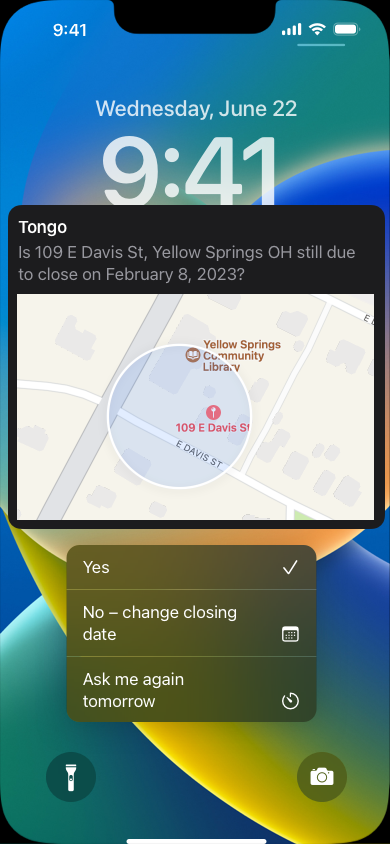 9:41
Wednesday, June 22
9:41
Tongo
Is 109 E Davis St, Yellow Springs OH still due
to close on February 8, 2023?
Yellow Springs
Community
Library
E D
109 E Davis St
E DAVIS ST
Yes
No – change closing
date
Ask me again
tomorrow